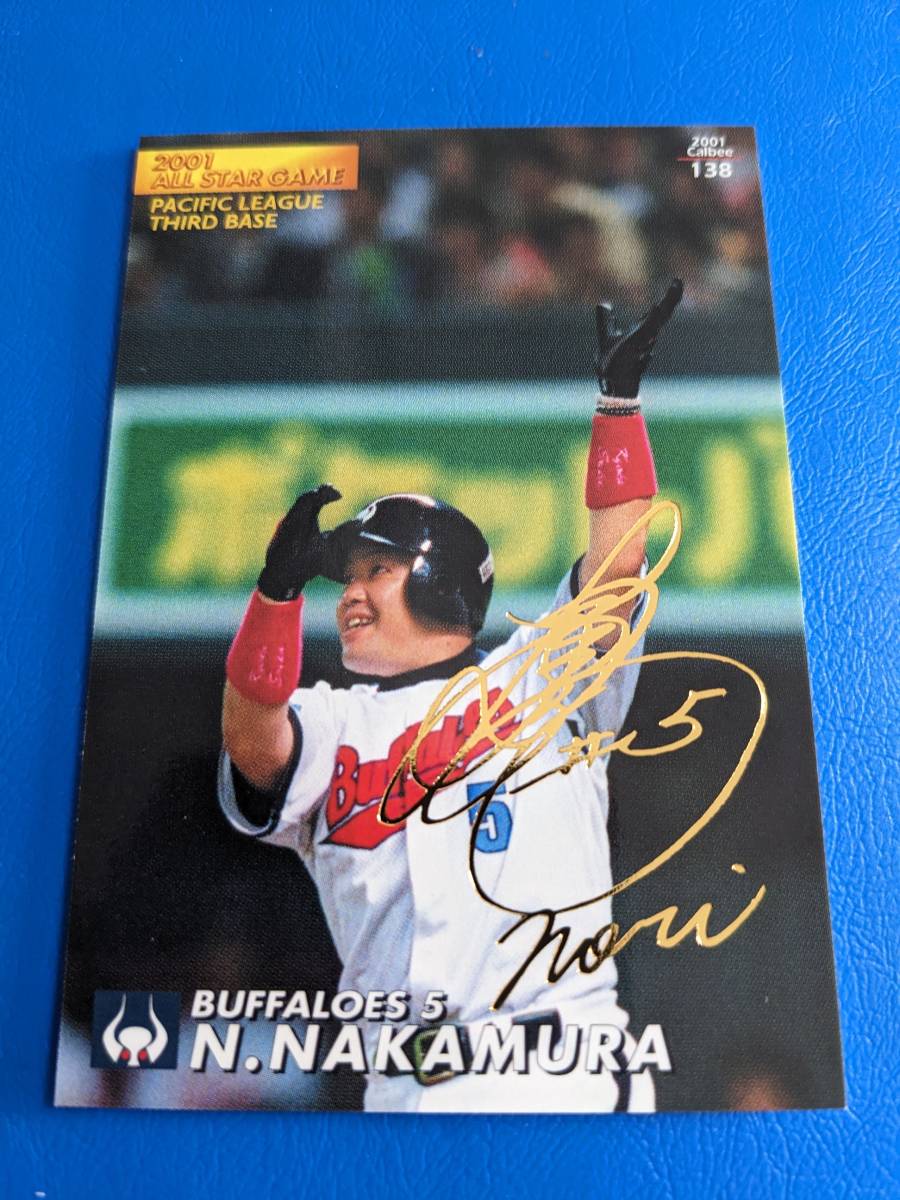 2001
ALL STAR GAME
PACIFIC LEAGUE
THIRD BASE
2001
Calbee
138
Buffaloes
5
#5
nori
BUFFALOES 5
N.NAKAMURA